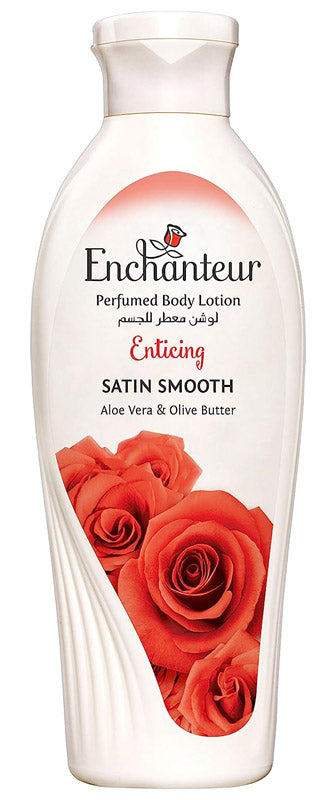 Enchanteur
Perfumed Body Lotion
لوشن معطر للجسم
Enticing
SATIN SMOOTH
Aloe Vera & Olive Butter